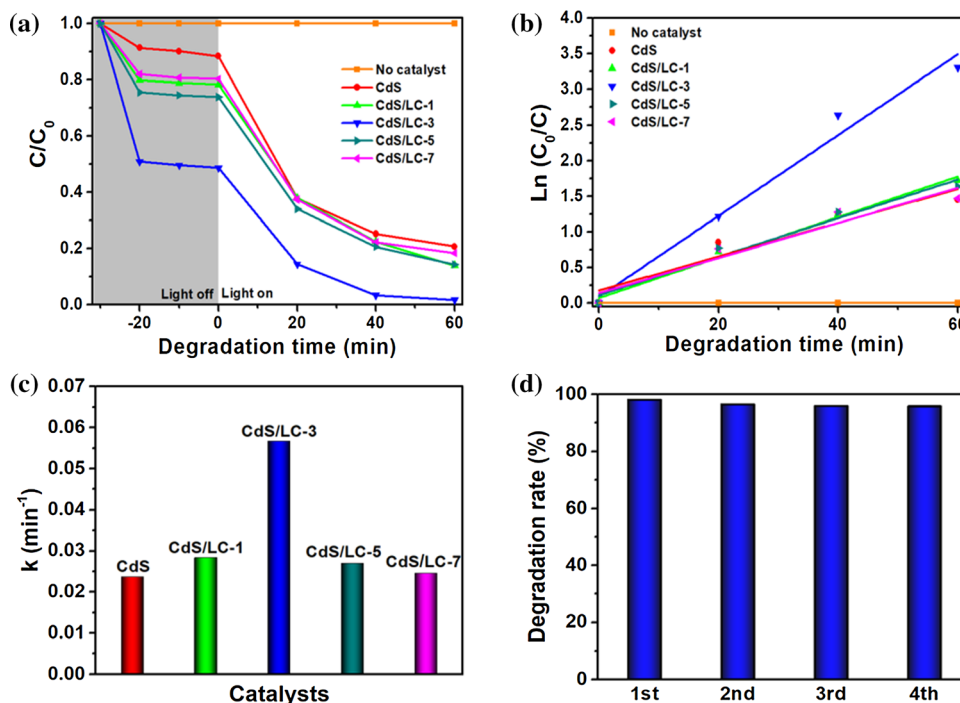 (a)
C/C0
1.0
0.8
0.6
0.4
0.2
0.0
No catalyst
CdS
CdS/LC-1
CdS/LC-3
CdS/LC-5
CdS/LC-7
Light off
Light on
-20
0
20
40
60
Degradation time (min)
(b)
Ln (C0/C)
4.0
3.5
3.0
2.5
2.0
1.5
1.0
0.5
0.0
No catalyst
CdS
CdS/LC-1
CdS/LC-3
CdS/LC-5
CdS/LC-7
0
20
40
60
Degradation time (min)
(c)
k (min-1)
0.07
0.06
0.05
0.04
0.03
0.02
0.01
0.00
CdS
CdS/LC-1
CdS/LC-3
CdS/LC-5
CdS/LC-7
Catalysts
(d)
Degradation rate (%)
100
80
60
40
20
0
1st
2nd
3rd
4th